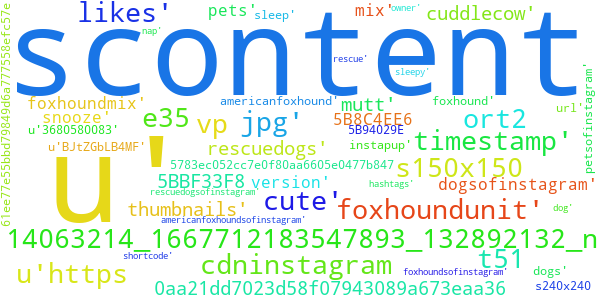 likes'
pets'
sleep'
mix'
owner'
cuddlecow'
nap'
scontent
rescue'
sleepy'
61ee77e55bbd79849d6a777558efc57e
foxhoundmix'
americanfoxhound'
mutt'
foxhound'
url'
petsofinstagram'
snooze'
e35
vp
jpg'
5B8C4EE6
ort2
u'3680580083'
5B94029E
timestamp'
u'
u'BJtZGbLB4MF'
rescuedogs'
instapup'
5783ec052cc7e0f80aa6605e0477b847
s150x150
5BBF33F8
version'
hashtags'
dogsofinstagram'
rescuedogsofinstagram
cute'
thumbnails'
foxhoundunit'
dog'
americanfoxhoundsofinstagram'
14063214_1667712183547893_132892132_n
shortcode'
u'https
cdninstagram
t51
foxhoundsofinstagram'
dogs'
0aa21dd7023d58f07943089a673eaa36
s240x240